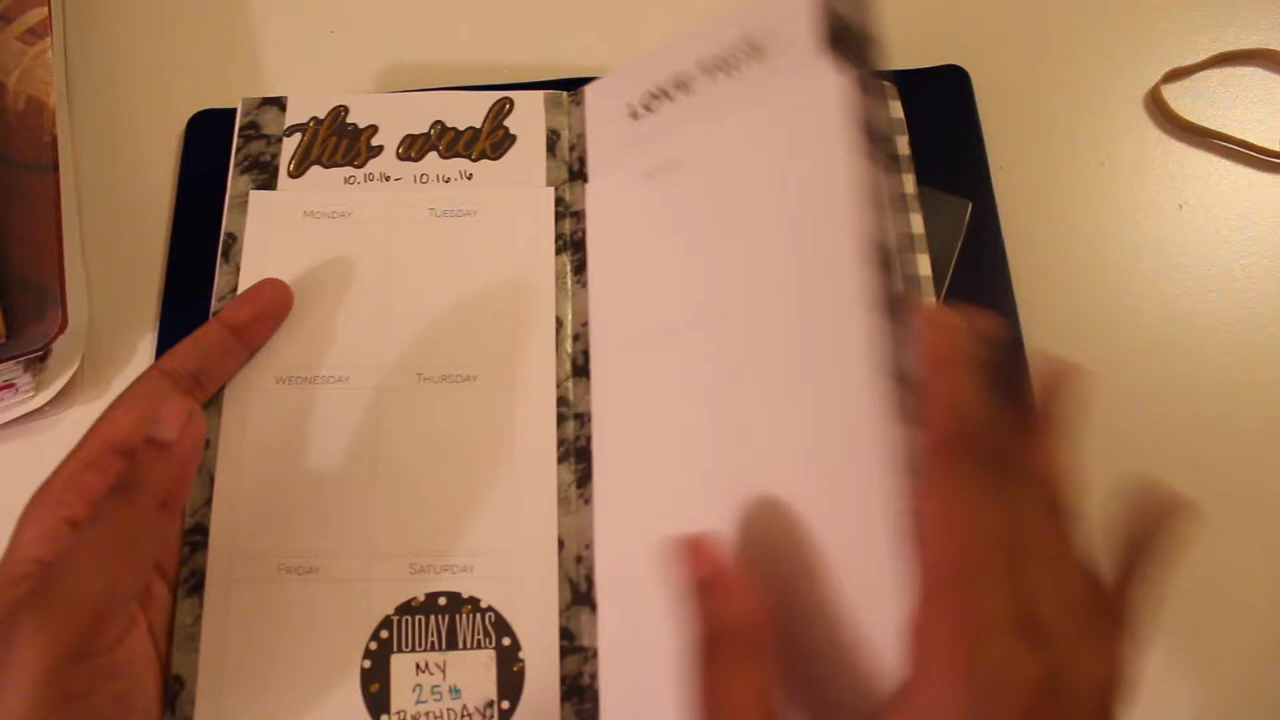 this week
10.10.16 - 10.16.16
MONDAY TUESDAY
WEDNESDAY THURSDAY
FRIDAY SATURDAY
TODAY WAS
MY
25th
BIRTHDAY!